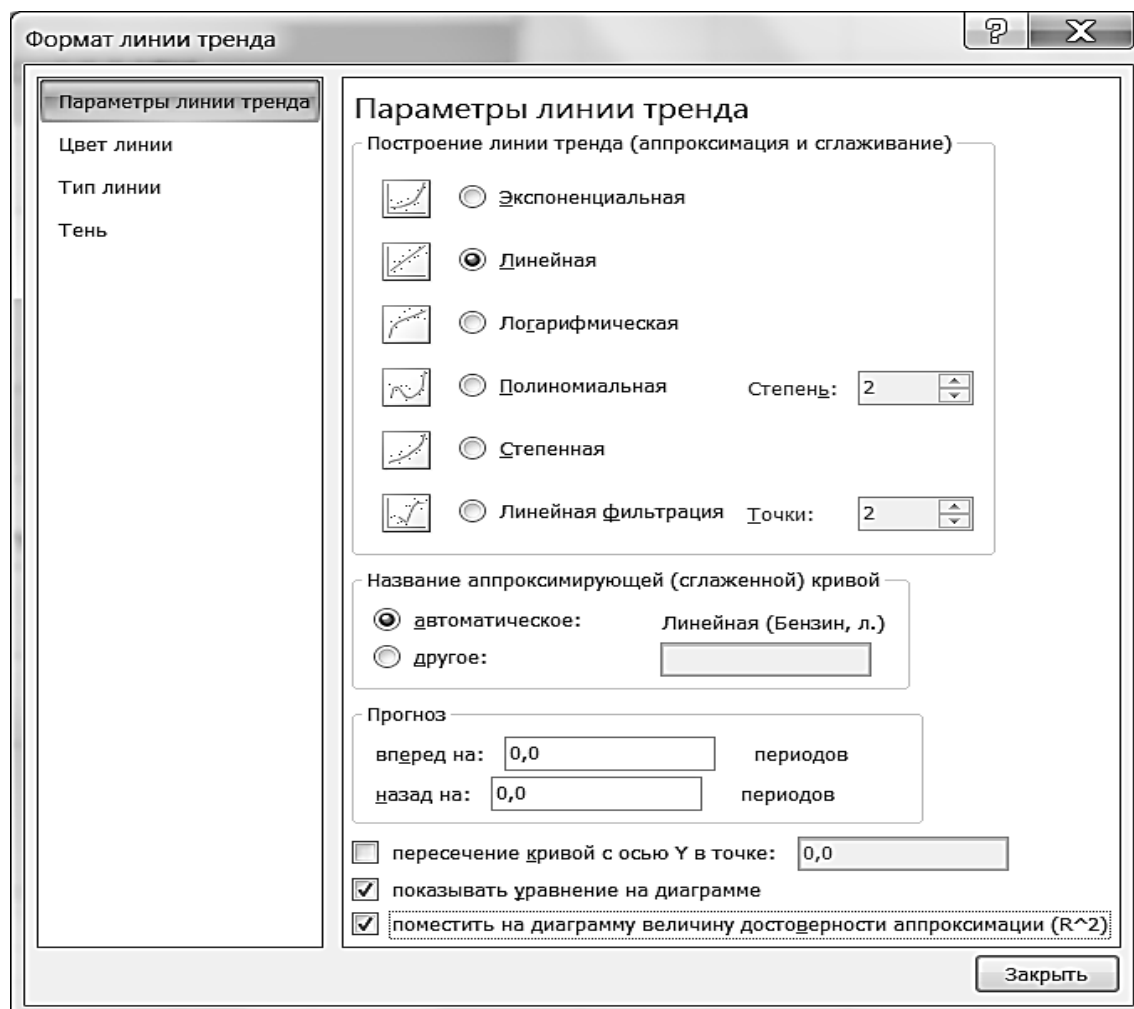 Формат линии тренда
Параметры линии тренда
Цвет линии
Тип линии
Тень
Параметры линии тренда
Построение линии тренда (аппроксимация и сглаживание)
Экспоненциальная
Линейная
Логарифмическая
Полиномиальная Степень: 2
Степенная
Линейная фильтрация Точки: 2
Название аппроксимирующей (сглаженной) кривой
автоматическое: Линейная (Бензин, л.)
другое:
Прогноз
вперед на: 0,0 периодов
назад на: 0,0 периодов
пересечение кривой с осью Y в точке: 0,0
показывать уравнение на диаграмме
поместить на диаграмму величину достоверности аппроксимации (R^2)
Закрыть